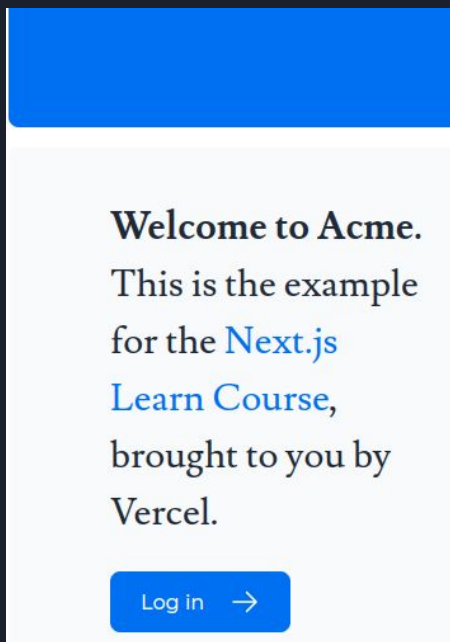 Welcome to Acme.
This is the example
for the Next.js
Learn Course,
brought to you by
Vercel.
Log in →